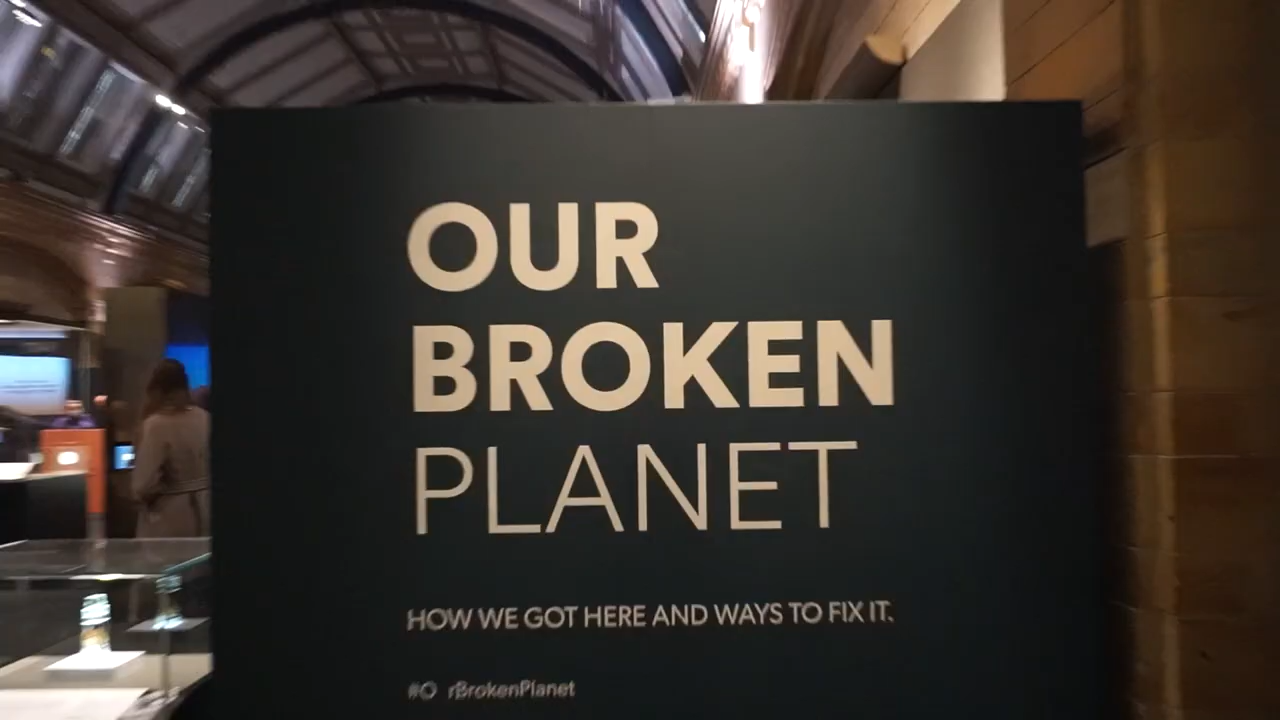 OUR
BROKEN
PLANET
HOW WE GOT HERE AND WAYS TO FIX IT.
#O rBrokenPlanet